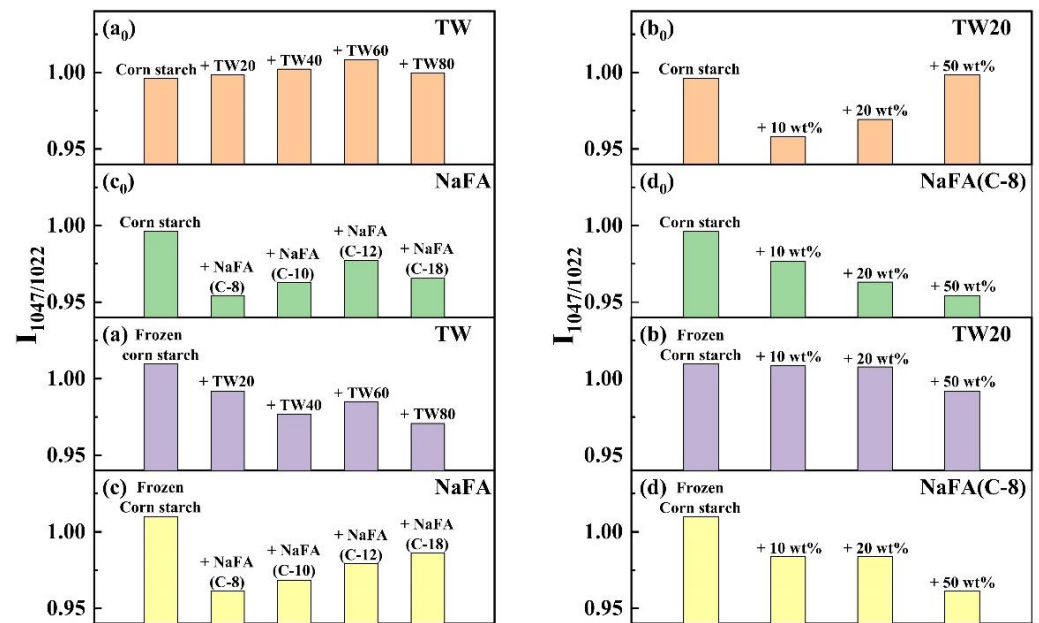 (a0) TW
Corn starch + TW20 + TW40 + TW60 + TW80
1.00
0.95
(c0) NaFA
Corn starch
+ NaFA
(C-8)
+ NaFA
(C-10)
+ NaFA
(C-12)
+ NaFA
(C-18)
1.00
0.95
I1047/1022
(a) TW
Frozen
corn starch
+ TW20
+ TW40
+ TW60
+ TW80
1.00
0.95
(c) NaFA
Frozen
Corn starch
+ NaFA
(C-8)
+ NaFA
(C-10)
+ NaFA
(C-12)
+ NaFA
(C-18)
1.00
0.95
(b0) TW20
Corn starch
+ 10 wt%
+ 20 wt%
+ 50 wt%
1.00
0.95
(d0) NaFA(C-8)
Corn starch
+ 10 wt%
+ 20 wt%
+ 50 wt%
1.00
0.95
I1047/1022
(b) TW20
Frozen
Corn starch
+ 10 wt%
+ 20 wt%
+ 50 wt%
1.00
0.95
(d) NaFA(C-8)
Frozen
Corn starch
+ 10 wt%
+ 20 wt%
+ 50 wt%
1.00
0.95